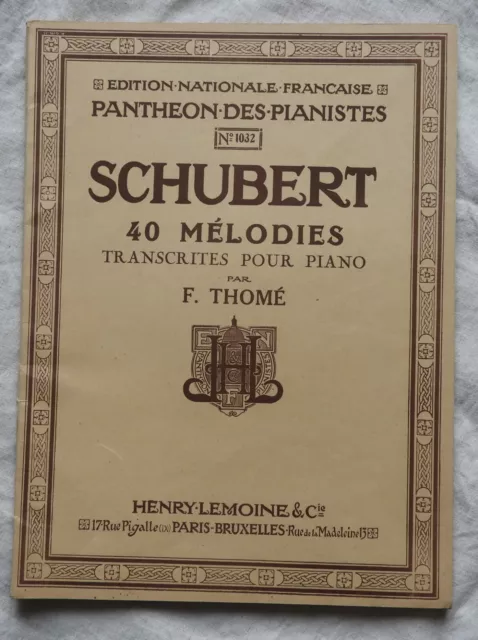 EDITION·NATIONALE·FRANCAISE
PANTHEON·DES·PIANISTES
Nº 1032
SCHUBERT
40 MÉLODIES
TRANSCRITES POUR PIANO
PAR
F. THOMÉ
HENRY·LEMOINE & Cie
17·Rue Pigalle (IX) PARIS·BRUXELLES·Rue de la Madeleine 13